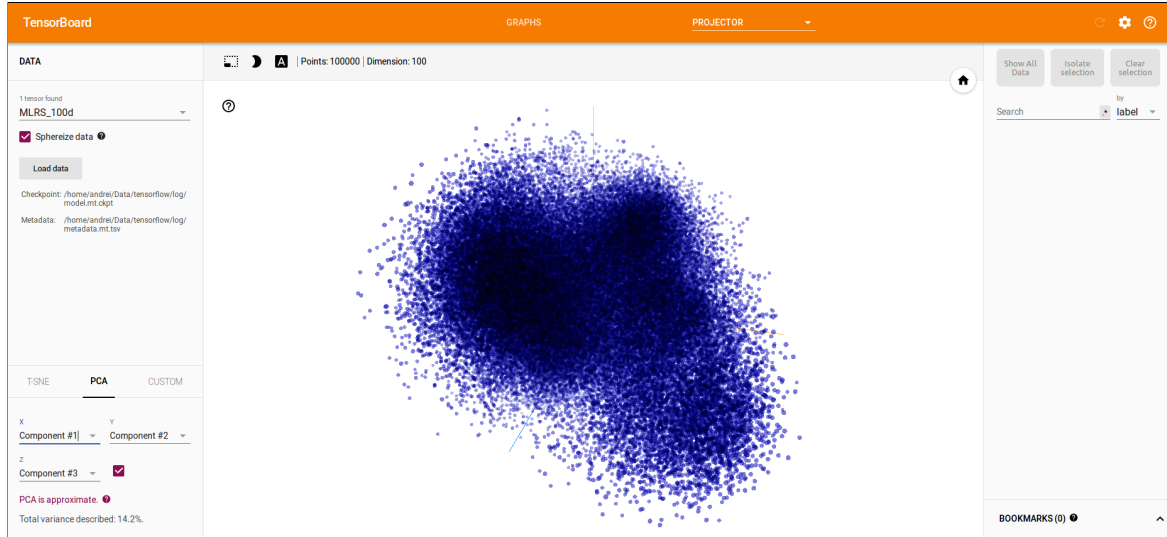 TensorBoard
GRAPHS
PROJECTOR
DATA
A
Points: 100000 | Dimension: 100
Show All
Data
Isolate
selection
Clear
selection
1 tensor found
MLRS_100d
Sphereize data
Load data
Checkpoint: /home/andrei/Data/tensorflow/log/
model.mt.ckpt
Metadata: /home/andrei/Data/tensorflow/log/
metadata.mt.tsv
Search
.*
by
label
T-SNE
PCA
CUSTOM
X
Component #1
Y
Component #2
Z
Component #3
PCA is approximate.
Total variance described: 14.2%.
BOOKMARKS (0)